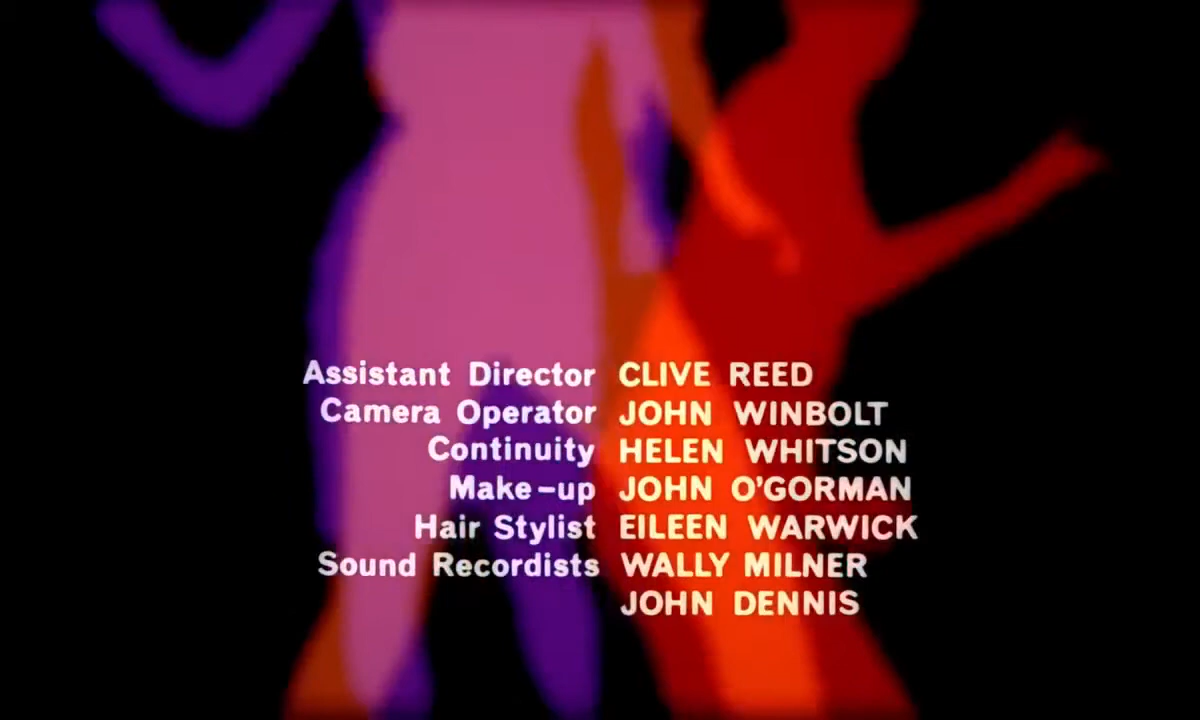 Assistant Director CLIVE REED
Camera Operator JOHN WINBOLT
Continuity HELEN WHITSON
Make-up JOHN O'GORMAN
Hair Stylist EILEEN WARWICK
Sound Recordists WALLY MILNER
JOHN DENNIS